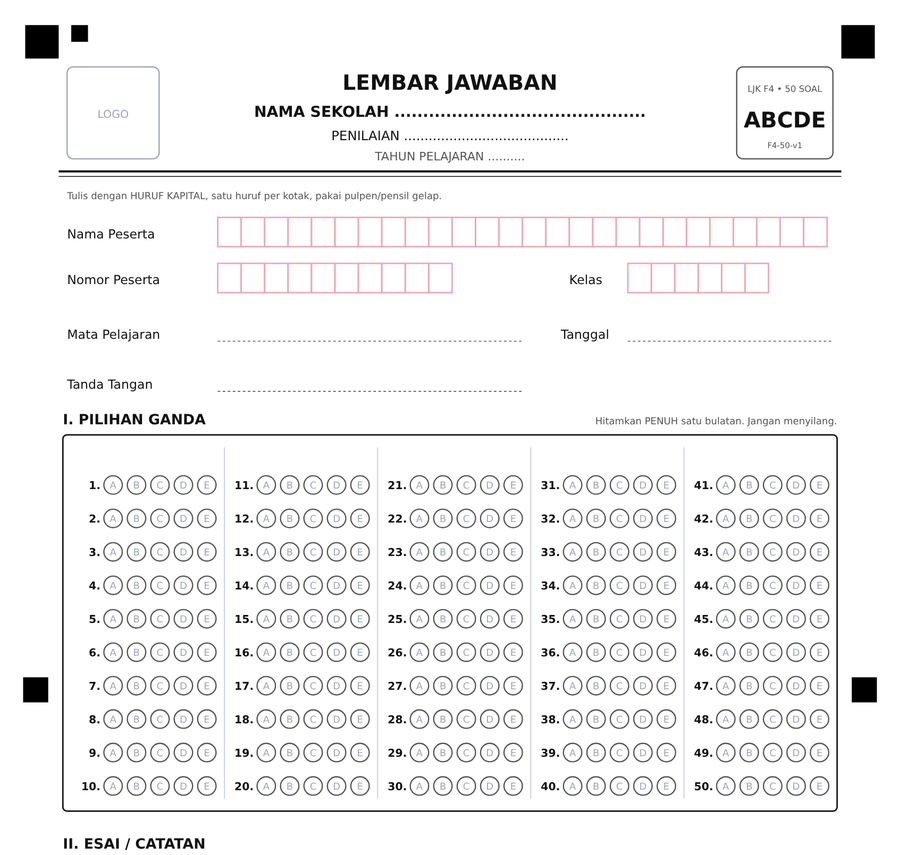 LOGO
LEMBAR JAWABAN
NAMA SEKOLAH ............................................
PENILAIAN ........................................
TAHUN PELAJARAN .........
LJK F4 • 50 SOAL
ABCDE
F4-50-v1
Tulis dengan HURUF KAPITAL, satu huruf per kotak, pakai pulpen/pensil gelap.
Nama Peserta
Nomor Peserta Kelas
Mata Pelajaran Tanggal
Tanda Tangan
I. PILIHAN GANDA Hitamkan PENUH satu bulatan. Jangan menyilang.
1. A B C D E 11. A B C D E 21. A B C D E 31. A B C D E 41. A B C D E
2. A B C D E 12. A B C D E 22. A B C D E 32. A B C D E 42. A B C D E
3. A B C D E 13. A B C D E 23. A B C D E 33. A B C D E 43. A B C D E
4. A B C D E 14. A B C D E 24. A B C D E 34. A B C D E 44. A B C D E
5. A B C D E 15. A B C D E 25. A B C D E 35. A B C D E 45. A B C D E
6. A B C D E 16. A B C D E 26. A B C D E 36. A B C D E 46. A B C D E
7. A B C D E 17. A B C D E 27. A B C D E 37. A B C D E 47. A B C D E
8. A B C D E 18. A B C D E 28. A B C D E 38. A B C D E 48. A B C D E
9. A B C D E 19. A B C D E 29. A B C D E 39. A B C D E 49. A B C D E
10. A B C D E 20. A B C D E 30. A B C D E 40. A B C D E 50. A B C D E
II. ESAI / CATATAN